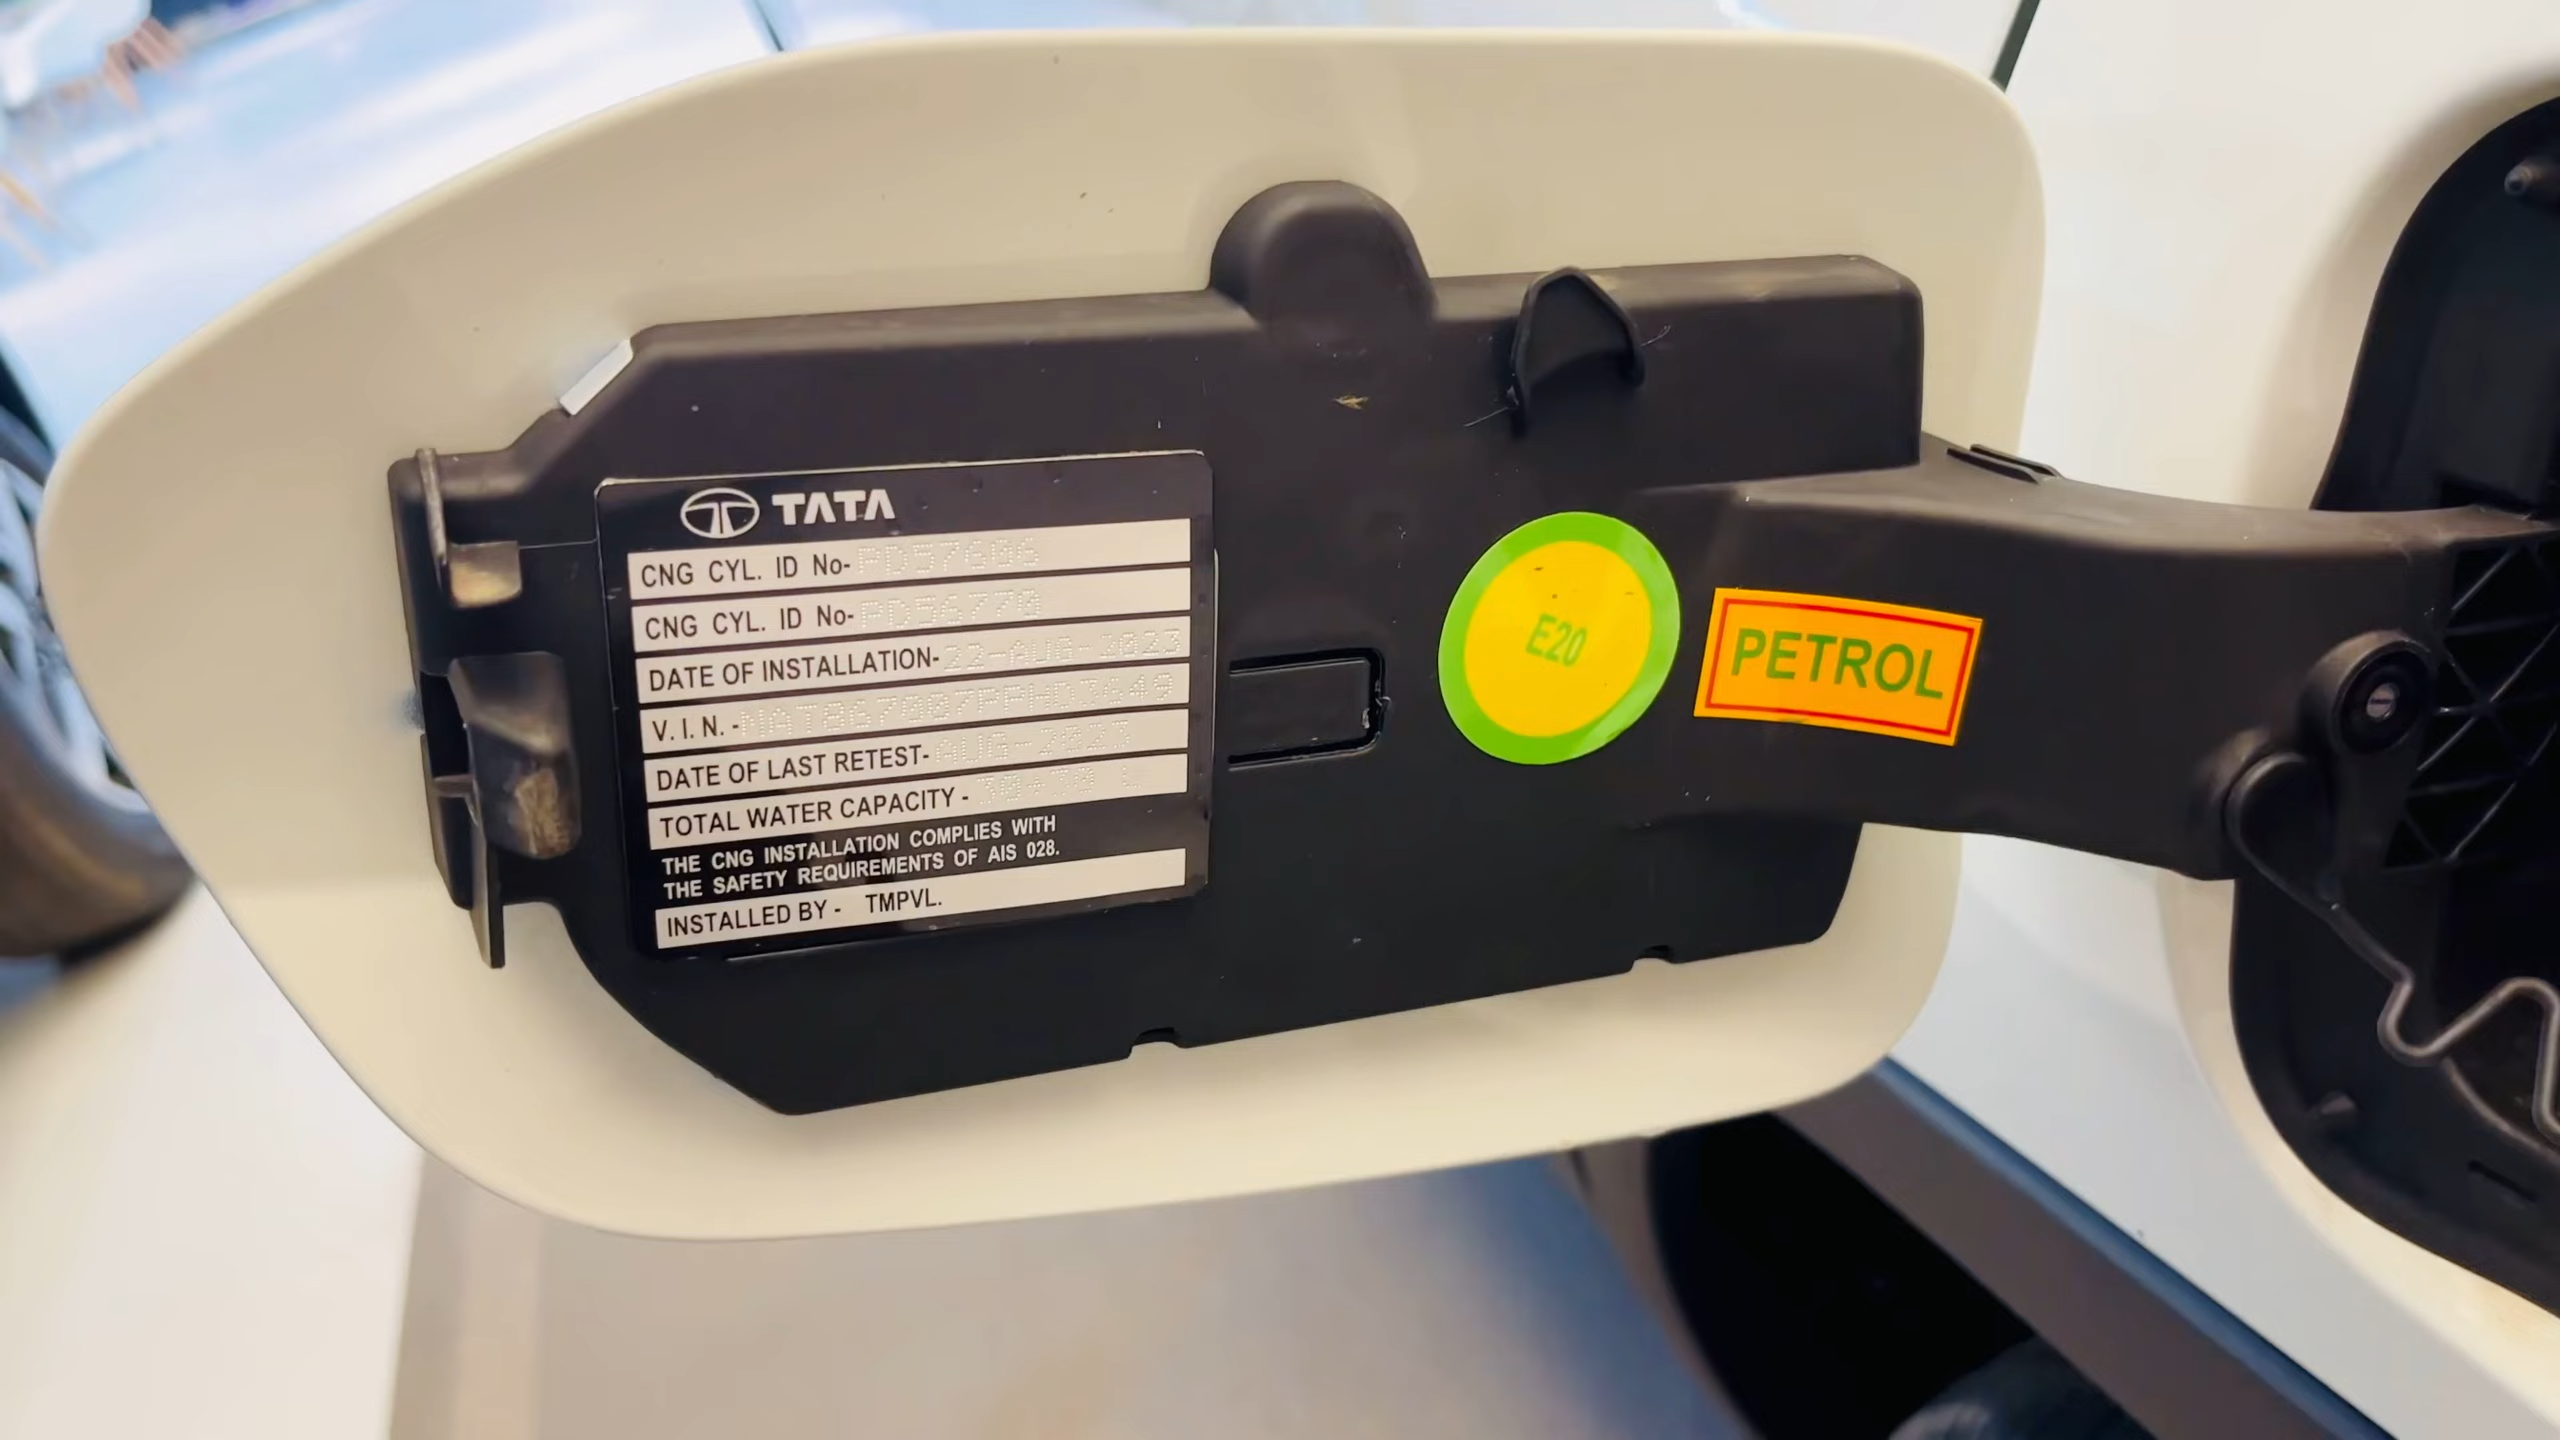 TATA
CNG CYL. ID No- PD57606
CNG CYL. ID No- PD56770
DATE OF INSTALLATION- 22-AUG-2023
V. I. N. -
DATE OF LAST RETEST- AUG-2023
TOTAL WATER CAPACITY - 30+30 L
THE CNG INSTALLATION COMPLIES WITH
THE SAFETY REQUIREMENTS OF AIS 028.
INSTALLED BY - TMPVL.
E20
PETROL